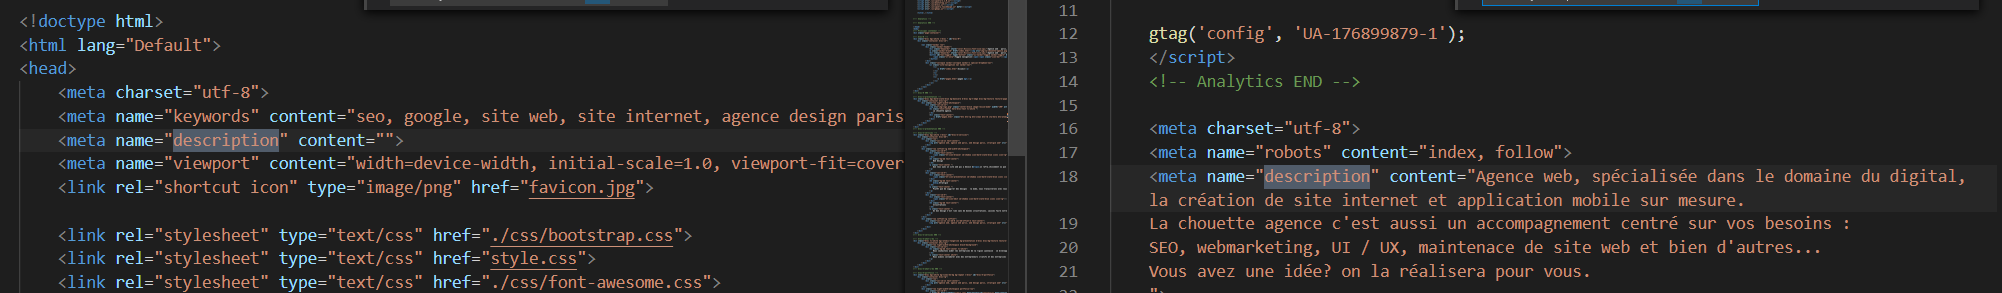 <!doctype html>
<html lang="Default">
<head>
<meta charset="utf-8">
<meta name="keywords" content="seo, google, site web, site internet, agence design paris
<meta name="description" content="">
<meta name="viewport" content="width=device-width, initial-scale=1.0, viewport-fit=cover
<link rel="shortcut icon" type="image/png" href="favicon.jpg">
<link rel="stylesheet" type="text/css" href="./css/bootstrap.css">
<link rel="stylesheet" type="text/css" href="style.css">
<link rel="stylesheet" type="text/css" href="./css/font-awesome.css">
11
12 gtag('config', 'UA-176899879-1');
13 </script>
14 <!-- Analytics END -->
15
16 <meta charset="utf-8">
17 <meta name="robots" content="index, follow">
18 <meta name="description" content="Agence web, spécialisée dans le domaine du digital,
la création de site internet et application mobile sur mesure.
19 La chouette agence c'est aussi un accompagnement centré sur vos besoins :
20 SEO, webmarketing, UI / UX, maintenace de site web et bien d'autres...
21 Vous avez une idée? on la réalisera pour vous.